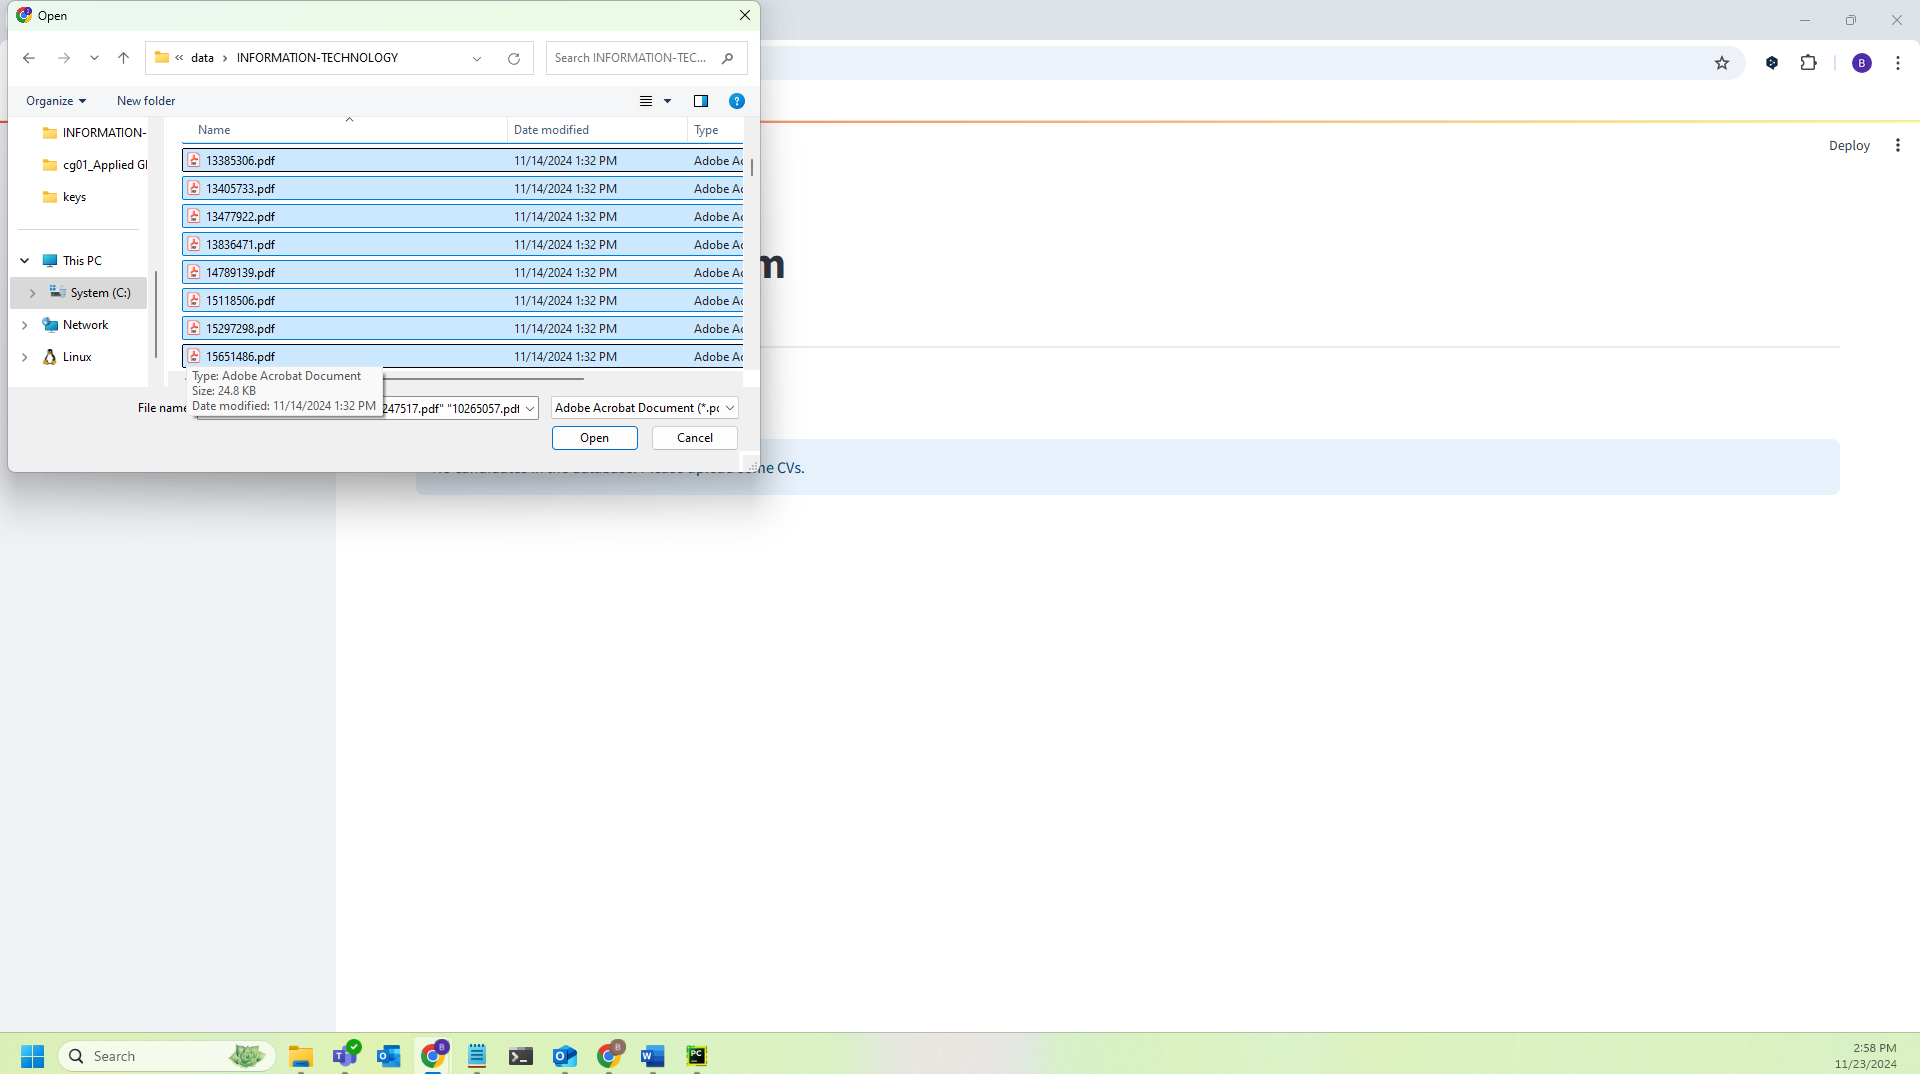 Open
data
INFORMATION-TECHNOLOGY
Search INFORMATION-TEC...
B
Organize
New folder
?
Deploy
INFORMATION-
cg01_Applied GI
keys
This PC
System (C:)
Network
Linux
Name Date modified Type
13385306.pdf 11/14/2024 1:32 PM Adobe Ac
13405733.pdf 11/14/2024 1:32 PM Adobe Ac
13477922.pdf 11/14/2024 1:32 PM Adobe Ac
13836471.pdf 11/14/2024 1:32 PM Adobe Ac
14789139.pdf 11/14/2024 1:32 PM Adobe Ac
15118506.pdf 11/14/2024 1:32 PM Adobe Ac
15297298.pdf 11/14/2024 1:32 PM Adobe Ac
15651486.pdf 11/14/2024 1:32 PM Adobe Ac
Type: Adobe Acrobat Document
Size: 24.8 KB
Date modified: 11/14/2024 1:32 PM
File name
247517.pdf" "10265057.pdf
Adobe Acrobat Document (*.pc
Open
Cancel
m
me CVs.
Search
2:58 PM
11/23/2024